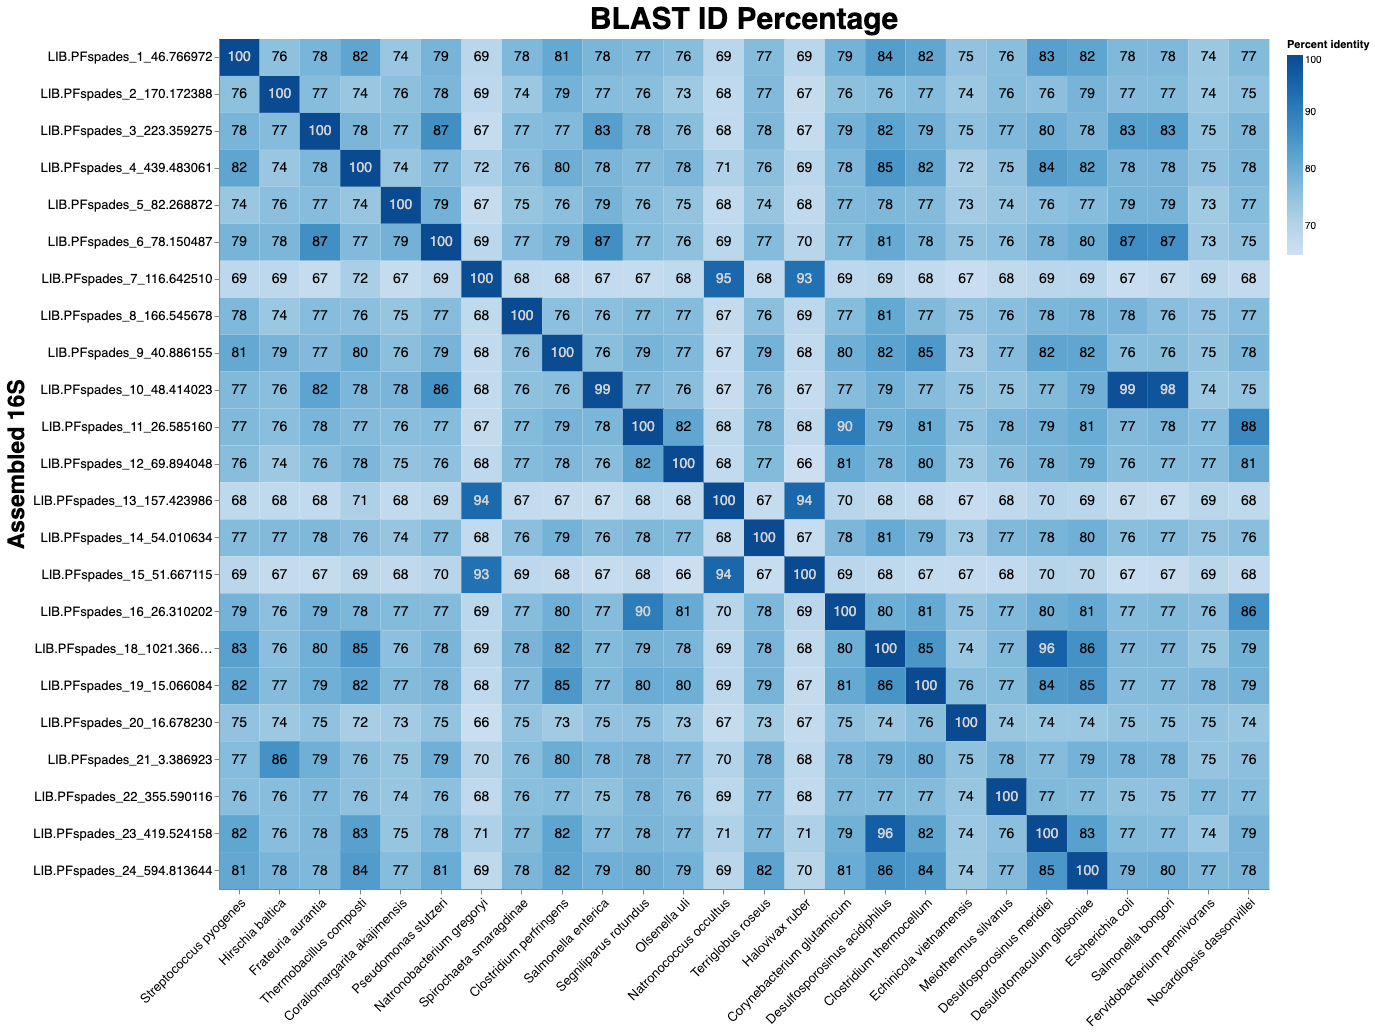 BLAST ID Percentage
Percent identity
100
90
80
70
Assembled 16S
LIB.PFspades_1_46.766972 100 76 78 82 74 79 69 78 81 78 77 76 69 77 69 79 84 82 75 76 83 82 78 78 74 77
LIB.PFspades_2_170.172388 76 100 77 74 76 78 69 74 79 77 76 73 68 77 67 76 76 77 74 76 76 79 77 77 74 75
LIB.PFspades_3_223.359275 78 77 100 78 77 87 67 77 77 83 78 76 68 78 67 79 82 79 75 77 80 78 83 83 75 78
LIB.PFspades_4_439.483061 82 74 78 100 74 77 72 76 80 78 77 78 71 76 69 78 85 82 72 75 84 82 78 78 75 78
LIB.PFspades_5_82.268872 74 76 77 74 100 79 67 75 76 79 76 75 68 74 68 77 78 77 73 74 76 77 79 79 73 77
LIB.PFspades_6_78.150487 79 78 87 77 79 100 69 77 79 87 77 76 69 77 70 77 81 78 75 76 78 80 87 87 73 75
LIB.PFspades_7_116.642510 69 69 67 72 67 69 100 68 68 67 67 68 95 68 93 69 69 68 67 68 69 69 67 67 69 68
LIB.PFspades_8_166.545678 78 74 77 76 75 77 68 100 76 76 77 77 67 76 69 77 81 77 75 76 78 78 78 76 75 77
LIB.PFspades_9_40.886155 81 79 77 80 76 79 68 76 100 76 79 77 67 79 68 80 82 85 73 77 82 82 76 76 75 78
LIB.PFspades_10_48.414023 77 76 82 78 78 86 68 76 76 99 77 76 67 76 67 77 79 77 75 75 77 79 99 98 74 75
LIB.PFspades_11_26.585160 77 76 78 77 76 77 67 77 79 78 100 82 68 78 68 90 79 81 75 78 79 81 77 78 77 88
LIB.PFspades_12_69.894048 76 74 76 78 75 76 68 77 78 76 82 100 68 77 66 81 78 80 73 76 78 79 76 77 77 81
LIB.PFspades_13_157.423986 68 68 68 71 68 69 94 67 67 67 68 68 100 67 94 70 68 68 67 68 70 69 67 67 69 68
LIB.PFspades_14_54.010634 77 77 78 76 74 77 68 76 79 76 78 77 68 100 67 78 81 79 73 77 78 80 76 77 75 76
LIB.PFspades_15_51.667115 69 67 67 69 68 70 93 69 68 67 68 66 94 67 100 69 68 67 67 68 70 70 67 67 69 68
LIB.PFspades_16_26.310202 79 76 79 78 77 77 69 77 80 77 90 81 70 78 69 100 80 81 75 77 80 81 77 77 76 86
LIB.PFspades_18_1021.366… 83 76 80 85 76 78 69 78 82 77 79 78 69 78 68 80 100 85 74 77 96 86 77 77 75 79
LIB.PFspades_19_15.066084 82 77 79 82 77 78 68 77 85 77 80 80 69 79 67 81 86 100 76 77 84 85 77 77 78 79
LIB.PFspades_20_16.678230 75 74 75 72 73 75 66 75 73 75 75 73 67 73 67 75 74 76 100 74 74 74 75 75 75 74
LIB.PFspades_21_3.386923 77 86 79 76 75 79 70 76 80 78 78 77 70 78 68 78 79 80 75 78 77 79 78 78 75 76
LIB.PFspades_22_355.590116 76 76 77 76 74 76 68 76 77 75 78 76 69 77 68 77 77 77 74 100 77 77 75 75 77 77
LIB.PFspades_23_419.524158 82 76 78 83 75 78 71 77 82 77 78 77 71 77 71 79 96 82 74 76 100 83 77 77 74 79
LIB.PFspades_24_594.813644 81 78 78 84 77 81 69 78 82 79 80 79 69 82 70 81 86 84 74 77 85 100 79 80 77 78
Streptococcus pyogenes
Hirschia baltica
Frateuria aurantia
Thermobacillus composti
Coraliomargarita akajimensis
Pseudomonas stutzeri
Natronobacterium gregoryi
Spirochaeta smaragdinae
Clostridium perfringens
Salmonella enterica
Segniliparus rotundus
Olsenella uli
Natronococcus occultus
Terriglobus roseus
Halovivax ruber
Corynebacterium glutamicum
Desulfosporosinus acidiphilus
Clostridium thermocellum
Echinicola vietnamensis
Meiothermus silvanus
Desulfosporosinus meridiei
Desulfotomaculum gibsoniae
Escherichia coli
Salmonella bongori
Fervidobacterium pennivorans
Nocardiopsis dassonvillei